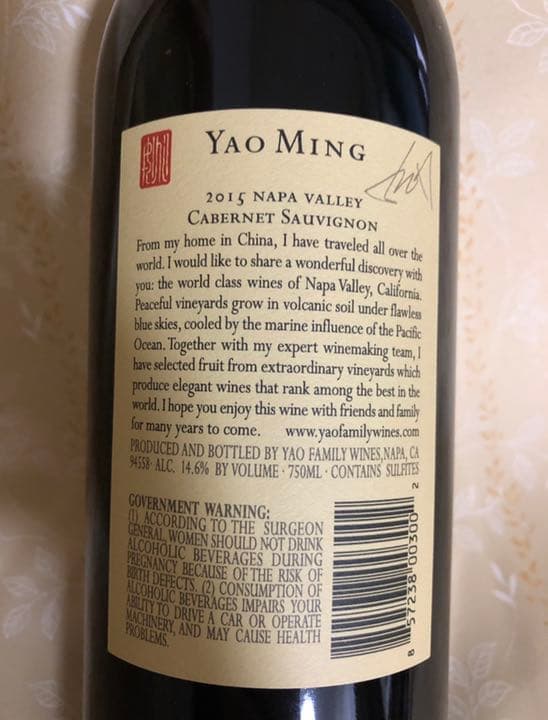 YAO MING
2015 NAPA VALLEY
CABERNET SAUVIGNON
From my home in China, I have traveled all over the
world. I would like to share a wonderful discovery with
you: the world class wines of Napa Valley, California.
Peaceful vineyards grow in volcanic soil under flawless
blue skies, cooled by the marine influence of the Pacific
Ocean. Together with my expert winemaking team, I
have selected fruit from extraordinary vineyards which
produce elegant wines that rank among the best in the
world. I hope you enjoy this wine with friends and family
for many years to come. www.yaofamilywines.com
PRODUCED AND BOTTLED BY YAO FAMILY WINES, NAPA, CA
94558· ALC. 14.6% BY VOLUME · 750ML · CONTAINS SULFITES
GOVERNMENT WARNING:
(1) ACCORDING TO THE SURGEON
GENERAL, WOMEN SHOULD NOT DRINK
ALCOHOLIC BEVERAGES DURING
PREGNANCY BECAUSE OF THE RISK OF
BIRTH DEFECTS. (2) CONSUMPTION OF
ALCOHOLIC BEVERAGES IMPAIRS YOUR
ABILITY TO DRIVE A CAR OR OPERATE
MACHINERY, AND MAY CAUSE HEALTH
PROBLEMS.
8 57238 00300 2